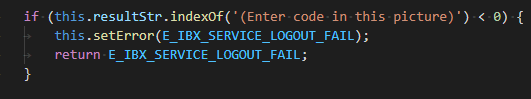 if (this.resultStr.indexOf('(Enter code in this picture)') < 0) {
this.setError(E_IBX_SERVICE_LOGOUT_FAIL);
return E_IBX_SERVICE_LOGOUT_FAIL;
}